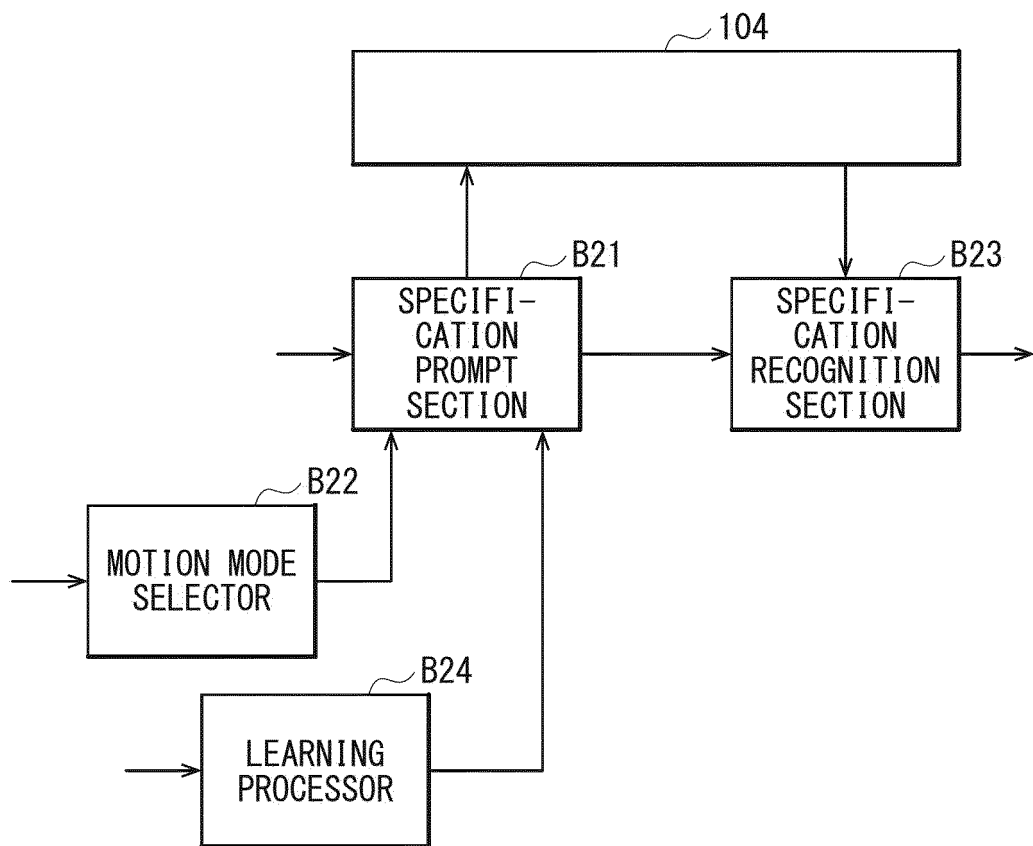 104
B21
SPECIFI-
CATION
PROMPT
SECTION
B23
SPECIFI-
CATION
RECOGNITION
SECTION
B22
MOTION MODE
SELECTOR
B24
LEARNING
PROCESSOR